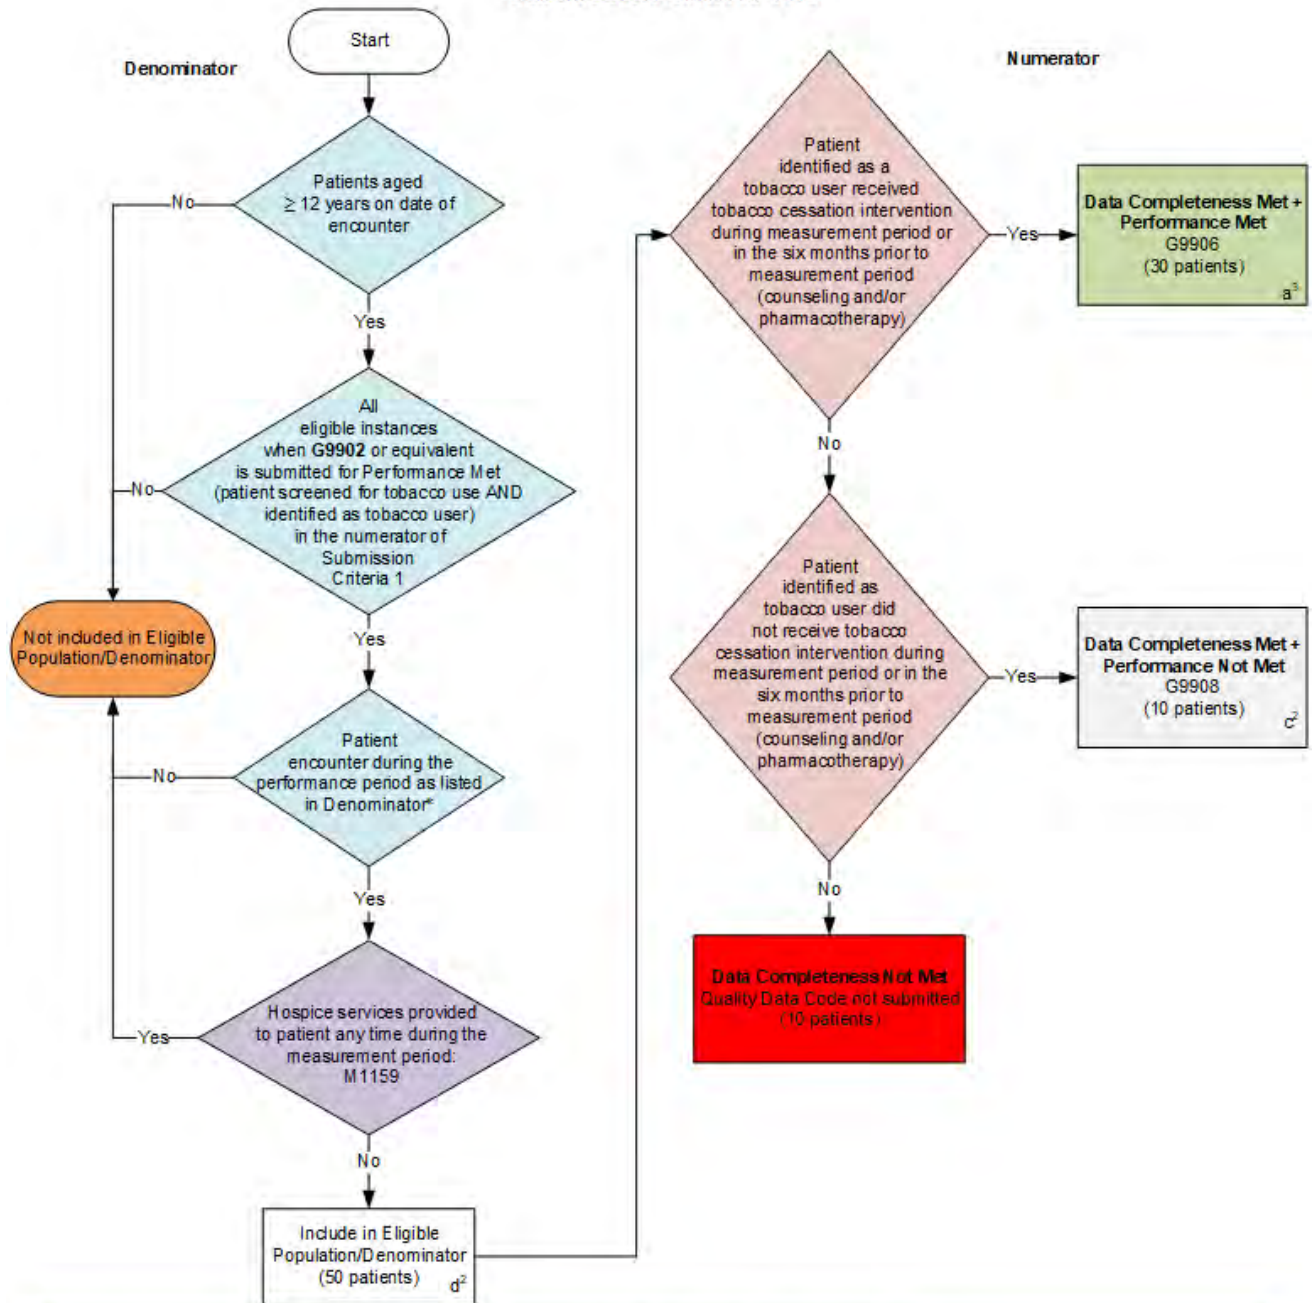 Start
Denominator
Patients aged
≥ 12 years on date of
encounter
No
Yes
All
eligible instances
when G9902 or equivalent
is submitted for Performance Met
(patient screened for tobacco use AND
identified as tobacco user)
in the numerator of
Submission
Criteria 1
No
Yes
Not included in Eligible
Population/Denominator
Patient
encounter during the
performance period as listed
in Denominator*
No
Yes
Hospice services provided
to patient any time during the
measurement period:
M1159
Yes
No
Include in Eligible
Population/Denominator
(50 patients)
d²
Numerator
Patient
identified as a
tobacco user received
tobacco cessation intervention
during measurement period or
in the six months prior to
measurement period
(counseling and/or
pharmacotherapy)
Yes
Data Completeness Met +
Performance Met
G9906
(30 patients)
a³
No
Patient
identified as
tobacco user did
not receive tobacco
cessation intervention during
measurement period or in the
six months prior to
measurement period
(counseling and/or
pharmacotherapy)
Yes
Data Completeness Met +
Performance Not Met
G9908
(10 patients)
c²
No
Data Completeness Not Met
Quality Data Code not submitted
(10 patients)